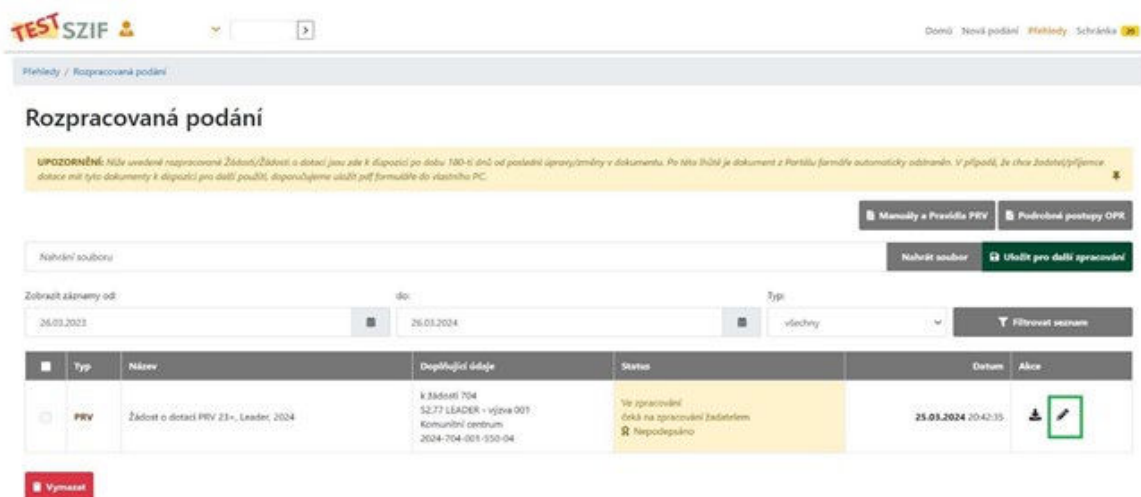 TEST SZIF
Domů Nová podání Přehledy Schránka
Přehledy / Rozpracovaná podání
Rozpracovaná podání
UPOZORNĚNÍ: Níže uvedené rozpracované Žádosti/Žádosti o dotaci jsou zde k dispozici po dobu 180-ti dnů od poslední úpravy/změny v dokumentu. Po této lhůtě je dokument z Portálu farmáře automaticky odstraněn. V případě, že chce žadatel/příjemce
dotace mít tyto dokumenty k dispozici pro další použití, doporučujeme uložit pdf formuláře do vlastního PC.
Manuály a Pravidla PRV Podrobné postupy OPR
Nahrání souboru Nahrát soubor Uložit pro další zpracování
Zobrazit záznamy od: do: Typ:
26.03.2023 26.03.2024 všechny Filtrovat seznam
Typ Název Doplňující údaje Status Datum Akce
k žádosti 704
52.77 LEADER - výzva 001
Komunitní centrum
2024-704-001-550-04
PRV Žádost o dotaci PRV 23+, Leader, 2024
Ve zpracování
čeká na zpracování žadatelem
Nepodepsáno
25.03.2024 20:42:35
Vymazat